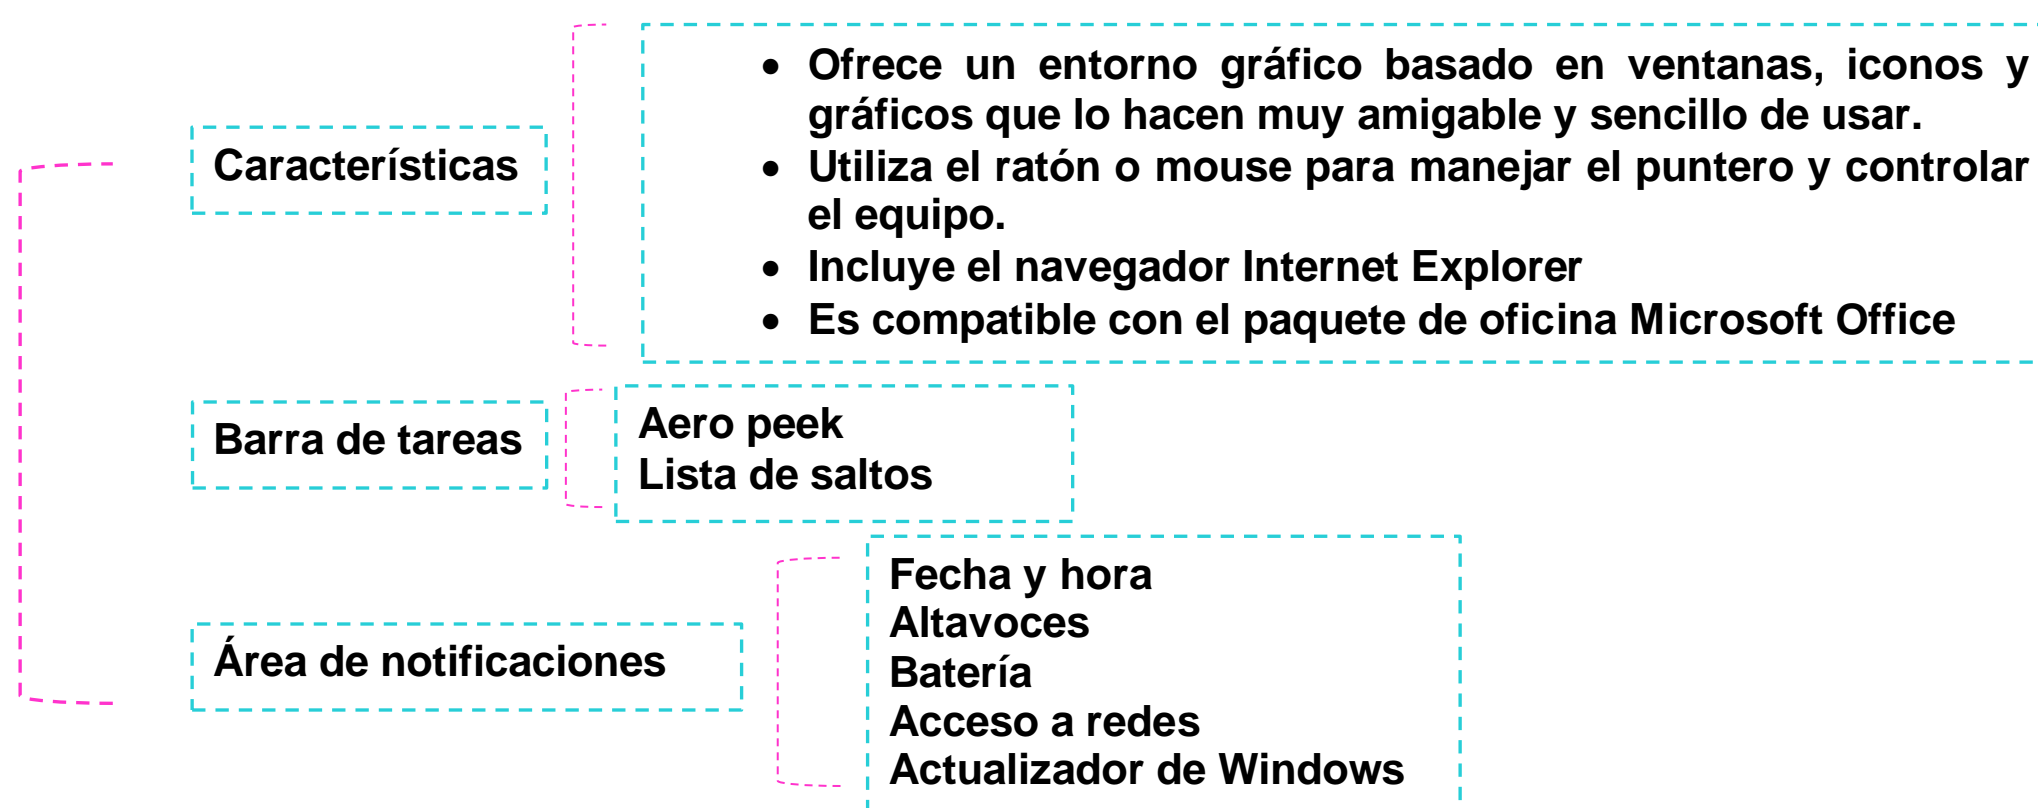 Características
• Ofrece un entorno gráfico basado en ventanas, iconos y
gráficos que lo hacen muy amigable y sencillo de usar.
• Utiliza el ratón o mouse para manejar el puntero y controlar
el equipo.
• Incluye el navegador Internet Explorer
• Es compatible con el paquete de oficina Microsoft Office
Barra de tareas
Aero peek
Lista de saltos
Área de notificaciones
Fecha y hora
Altavoces
Batería
Acceso a redes
Actualizador de Windows